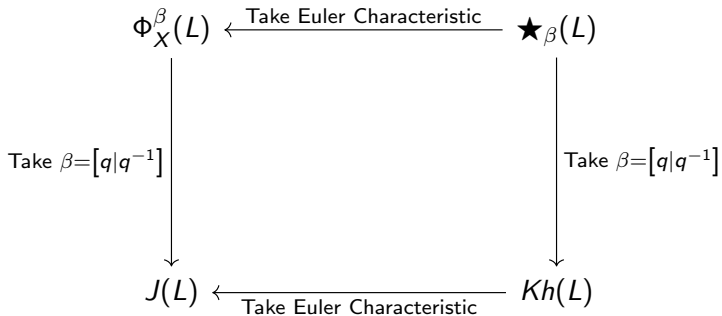 Φ_X^β(L) Take Euler Characteristic ★_β(L)
Take β=[q|q⁻¹] Take β=[q|q⁻¹]
J(L) Take Euler Characteristic Kh(L)